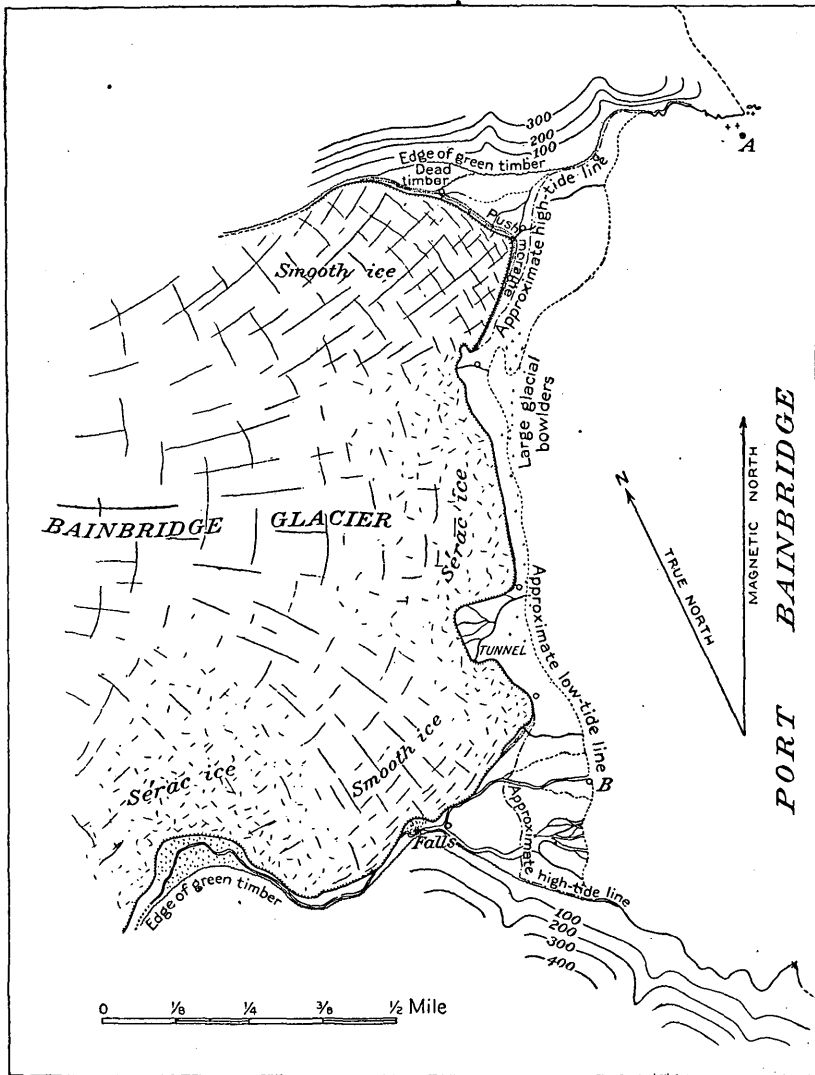 300
200
100
A
Edge of green timber
Dead
timber
Push moraine
Approximate high-tide line
Smooth ice
Large glacial
bowlders
BAINBRIDGE GLACIER
Sérac ice
N
TRUE NORTH
MAGNETIC NORTH
PORT BAINBRIDGE
TUNNEL
Approximate low-tide line
Smooth ice
Sérac ice
B
Falls
Approximate
high-tide line
Edge of green timber
100
200
300
400
0 1/8 1/4 3/8 1/2 Mile